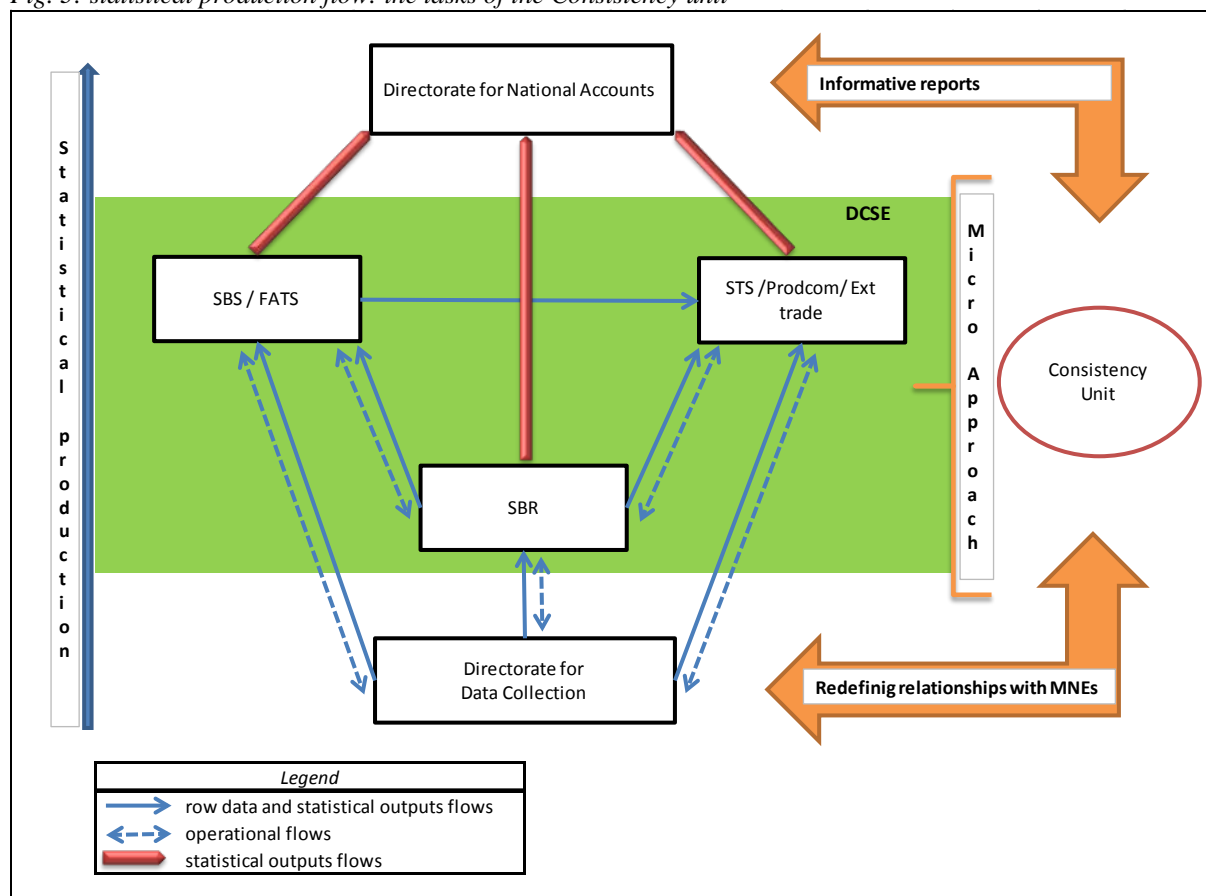 Fig. 3: statistical production flow: the tasks of the Consistency unit
Statistical production
Directorate for National Accounts
Informative reports
DCSE
SBS / FATS
STS /Prodcom/ Ext
trade
Micro Approach
Consistency
Unit
SBR
Directorate for
Data Collection
Redefinig relationships with MNEs
Legend
row data and statistical outputs flows
operational flows
statistical outputs flows